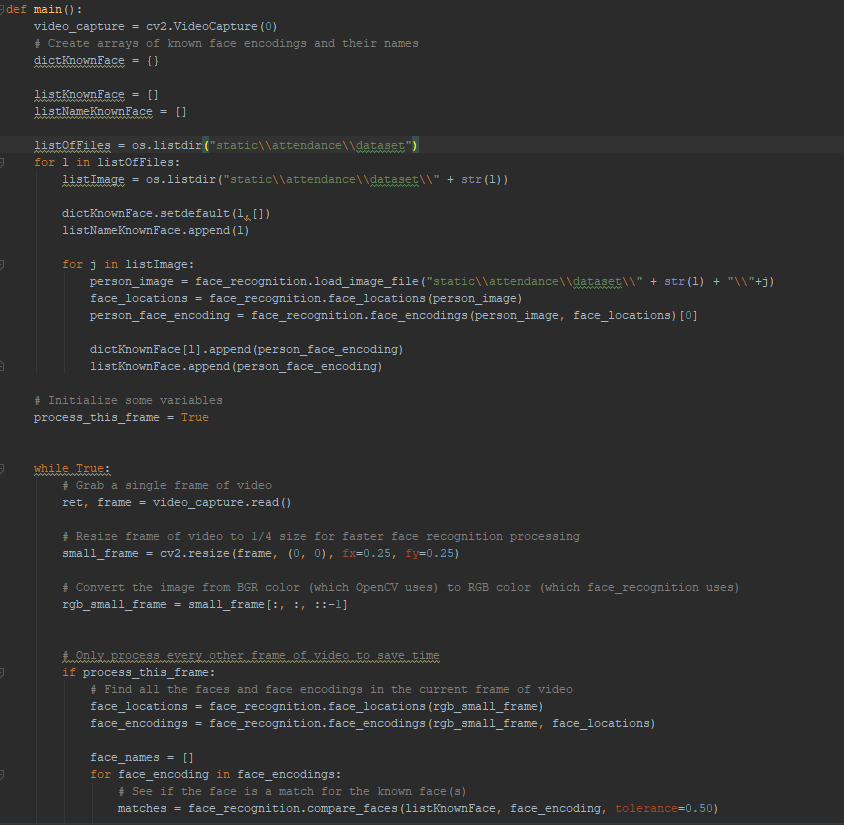 def main():
    video_capture = cv2.VideoCapture(0)
    # Create arrays of known face encodings and their names
    dictKnownFace = {}
    listKnownFace = []
    listNameKnownFace = []
    listOfFiles = os.listdir("static\\attendance\\dataset")
    for l in listOfFiles:
        listImage = os.listdir("static\\attendance\\dataset\\" + str(l))
        dictKnownFace.setdefault(l,[])
        listNameKnownFace.append(l)
        for j in listImage:
            person_image = face_recognition.load_image_file("static\\attendance\\dataset\\" + str(l) + "\\"+j)
            face_locations = face_recognition.face_locations(person_image)
            person_face_encoding = face_recognition.face_encodings(person_image, face_locations)[0]
            dictKnownFace[l].append(person_face_encoding)
            listKnownFace.append(person_face_encoding)
    # Initialize some variables
    process_this_frame = True
    while True:
        # Grab a single frame of video
        ret, frame = video_capture.read()
        # Resize frame of video to 1/4 size for faster face recognition processing
        small_frame = cv2.resize(frame, (0, 0), fx=0.25, fy=0.25)
        # Convert the image from BGR color (which OpenCV uses) to RGB color (which face_recognition uses)
        rgb_small_frame = small_frame[:, :, ::-1]
        # Only process every other frame of video to save time
        if process_this_frame:
            # Find all the faces and face encodings in the current frame of video
            face_locations = face_recognition.face_locations(rgb_small_frame)
            face_encodings = face_recognition.face_encodings(rgb_small_frame, face_locations)
            face_names = []
            for face_encoding in face_encodings:
                # See if the face is a match for the known face(s)
                matches = face_recognition.compare_faces(listKnownFace, face_encoding, tolerance=0.50)